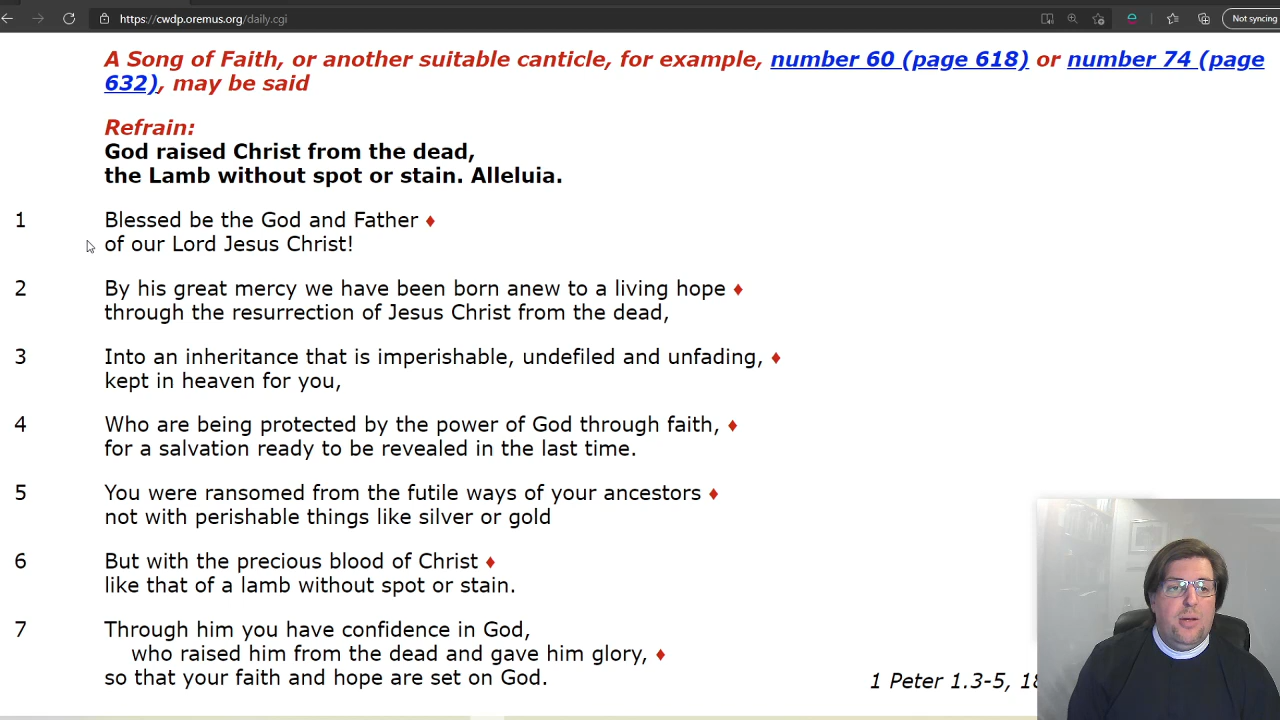 https://cwdp.oremus.org/daily.cgi
Not syncing
A Song of Faith, or another suitable canticle, for example, number 60 (page 618) or number 74 (page
632), may be said
Refrain:
God raised Christ from the dead,
the Lamb without spot or stain. Alleluia.
1 Blessed be the God and Father ♦
of our Lord Jesus Christ!
2 By his great mercy we have been born anew to a living hope ♦
through the resurrection of Jesus Christ from the dead,
3 Into an inheritance that is imperishable, undefiled and unfading, ♦
kept in heaven for you,
4 Who are being protected by the power of God through faith, ♦
for a salvation ready to be revealed in the last time.
5 You were ransomed from the futile ways of your ancestors ♦
not with perishable things like silver or gold
6 But with the precious blood of Christ ♦
like that of a lamb without spot or stain.
7 Through him you have confidence in God,
who raised him from the dead and gave him glory, ♦
so that your faith and hope are set on God.
1 Peter 1.3-5, 18